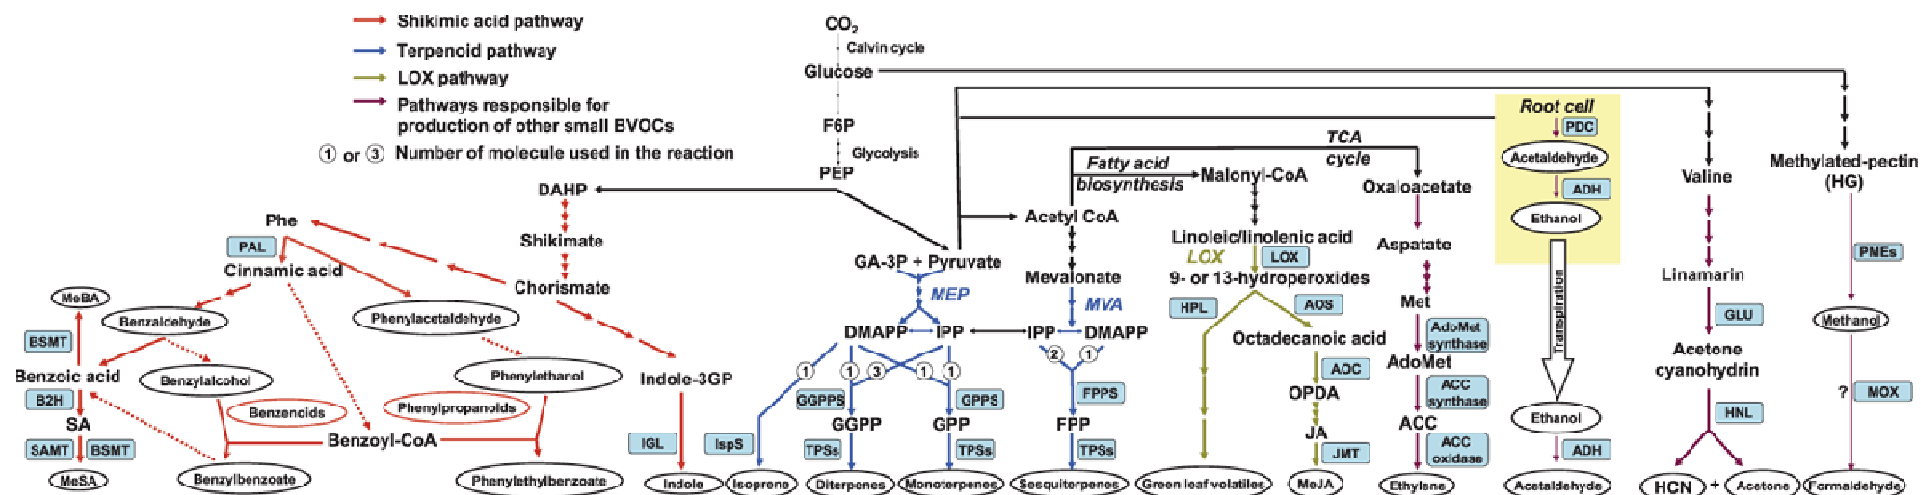 Shikimic acid pathway
Terpenoid pathway
LOX pathway
Pathways responsible for
production of other small BVOCs
1 or 3 Number of molecule used in the reaction
CO2
Calvin cycle
Glucose
F6P
Glycolysis
PEP
DAHP
Shikimate
Chorismate
Phe
PAL
Cinnamic acid
MeBA
Benzalcehyde
Phenylacetaldehyde
BSMT
Benzoic acid
Benzylalcohol
Phenylethanol
B2H
Benzenoids
Phenylpropanoids
SA
Benzoyl-CoA
SAMT
BSMT
MeSA
Benzylbenzoate
Phenylethylbenzoate
Indole-3GP
IGL
Indole
GA-3P + Pyruvate
MEP
DMAPP
IPP
1
1
3
1
1
GGPPS
GPPS
IspS
GGPP
GPP
TPSs
TPSs
Isoprene
Diterpenes
Monoterpenes
Acetyl CoA
Mevalonate
MVA
IPP
DMAPP
2
1
FPPS
FPP
TPSs
Sesquiterpenes
Fatty acid
biosynthesis
Malonyl-CoA
Linoleic/linolenic acid
LOX
LOX
9- or 13-hydroperoxides
HPL
AOS
Octadecanoic acid
AOC
OPDA
JA
JMT
Green leaf volatiles
MeJA
TCA
cycle
Oxaloacetate
Aspatate
Met
AdoMet
synthase
AdoMet
ACC
synthase
ACC
ACC
oxidase
Ethylene
Root cell
PDC
Acetaldehyde
ADH
Ethanol
Transpiration
Ethanol
ADH
Acetaldehyde
Valine
Linamarin
GLU
Acetone
cyanohydrin
HNL
HCN + Acetone
Methylated-pectin
(HG)
PMEs
Methanol
? MOX
Formaldehyde